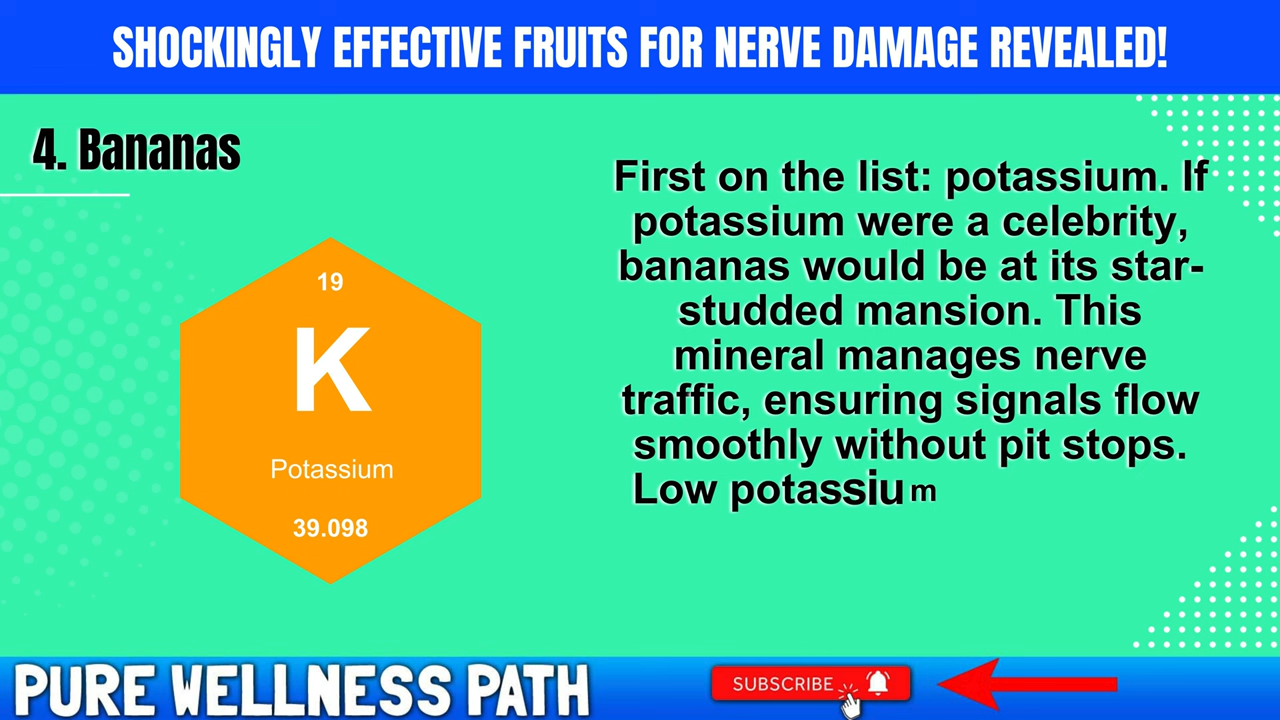 SHOCKINGLY EFFECTIVE FRUITS FOR NERVE DAMAGE REVEALED!
4. Bananas
19
K
Potassium
39.098
First on the list: potassium. If
potassium were a celebrity,
bananas would be at its star-
studded mansion. This
mineral manages nerve
traffic, ensuring signals flow
smoothly without pit stops.
Low potassium
PURE WELLNESS PATH
SUBSCRIBE